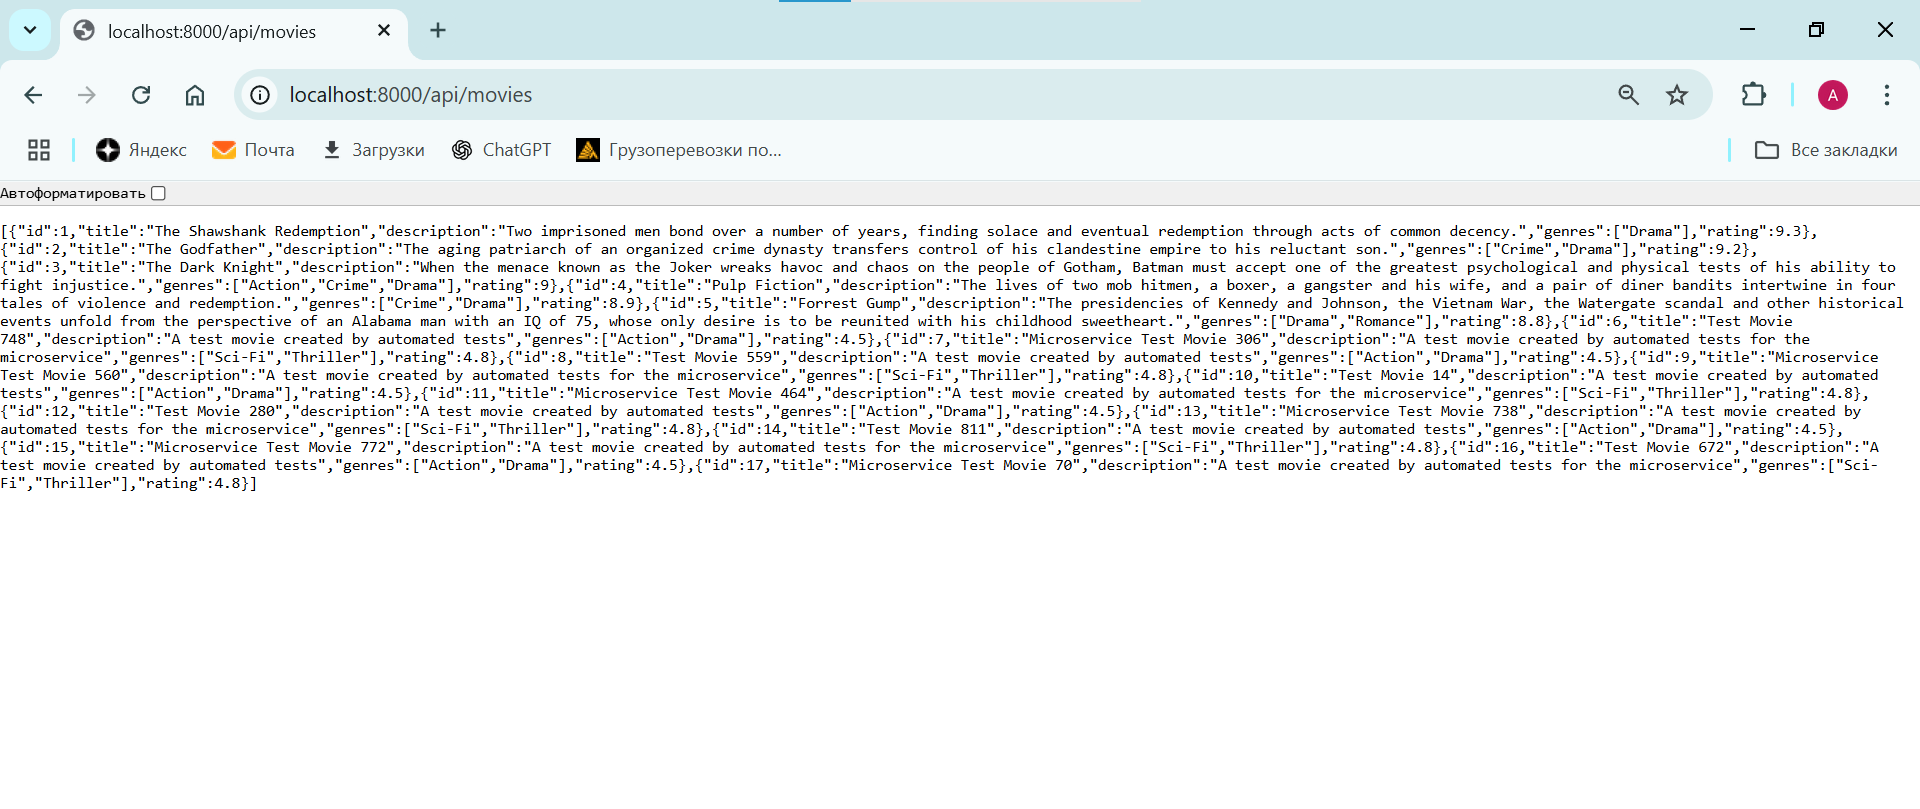 localhost:8000/api/movies
localhost:8000/api/movies
A
Яндекс
Почта
Загрузки
ChatGPT
Грузоперевозки по...
Все закладки
Автоформатировать
[{"id":1,"title":"The Shawshank Redemption","description":"Two imprisoned men bond over a number of years, finding solace and eventual redemption through acts of common decency.","genres":["Drama"],"rating":9.3},
{"id":2,"title":"The Godfather","description":"The aging patriarch of an organized crime dynasty transfers control of his clandestine empire to his reluctant son.","genres":["Crime","Drama"],"rating":9.2},
{"id":3,"title":"The Dark Knight","description":"When the menace known as the Joker wreaks havoc and chaos on the people of Gotham, Batman must accept one of the greatest psychological and physical tests of his ability to
fight injustice.","genres":["Action","Crime","Drama"],"rating":9},{"id":4,"title":"Pulp Fiction","description":"The lives of two mob hitmen, a boxer, a gangster and his wife, and a pair of diner bandits intertwine in four
tales of violence and redemption.","genres":["Crime","Drama"],"rating":8.9},{"id":5,"title":"Forrest Gump","description":"The presidencies of Kennedy and Johnson, the Vietnam War, the Watergate scandal and other historical
events unfold from the perspective of an Alabama man with an IQ of 75, whose only desire is to be reunited with his childhood sweetheart.","genres":["Drama","Romance"],"rating":8.8},{"id":6,"title":"Test Movie
748","description":"A test movie created by automated tests","genres":["Action","Drama"],"rating":4.5},{"id":7,"title":"Microservice Test Movie 306","description":"A test movie created by automated tests for the
microservice","genres":["Sci-Fi","Thriller"],"rating":4.8},{"id":8,"title":"Test Movie 559","description":"A test movie created by automated tests","genres":["Action","Drama"],"rating":4.5},{"id":9,"title":"Microservice
Test Movie 560","description":"A test movie created by automated tests for the microservice","genres":["Sci-Fi","Thriller"],"rating":4.8},{"id":10,"title":"Test Movie 14","description":"A test movie created by automated
tests","genres":["Action","Drama"],"rating":4.5},{"id":11,"title":"Microservice Test Movie 464","description":"A test movie created by automated tests for the microservice","genres":["Sci-Fi","Thriller"],"rating":4.8},
{"id":12,"title":"Test Movie 280","description":"A test movie created by automated tests","genres":["Action","Drama"],"rating":4.5},{"id":13,"title":"Microservice Test Movie 738","description":"A test movie created by
automated tests for the microservice","genres":["Sci-Fi","Thriller"],"rating":4.8},{"id":14,"title":"Test Movie 811","description":"A test movie created by automated tests","genres":["Action","Drama"],"rating":4.5},
{"id":15,"title":"Microservice Test Movie 772","description":"A test movie created by automated tests for the microservice","genres":["Sci-Fi","Thriller"],"rating":4.8},{"id":16,"title":"Test Movie 672","description":"A
test movie created by automated tests","genres":["Action","Drama"],"rating":4.5},{"id":17,"title":"Microservice Test Movie 70","description":"A test movie created by automated tests for the microservice","genres":["Sci-
Fi","Thriller"],"rating":4.8}]